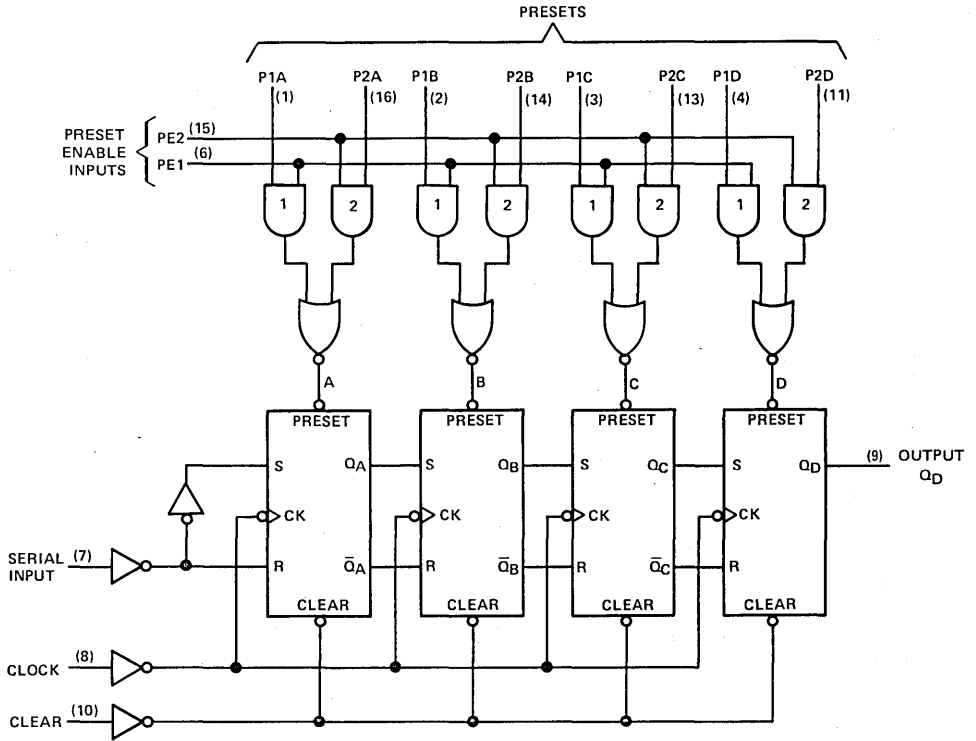 PRESETS
P1A P2A P1B P2B P1C P2C P1D P2D
(1) (16) (2) (14) (3) (13) (4) (11)
PRESET
ENABLE
INPUTS
PE2 (15)
PE1 (6)
1 2 1 2 1 2 1 2
A B C D
PRESET PRESET PRESET PRESET
S QA S QB S QC S QD (9) OUTPUT
QD
CK CK CK CK
SERIAL (7)
INPUT
R Q̅A R Q̅B R Q̅C R
CLEAR CLEAR CLEAR CLEAR
CLOCK (8)
CLEAR (10)